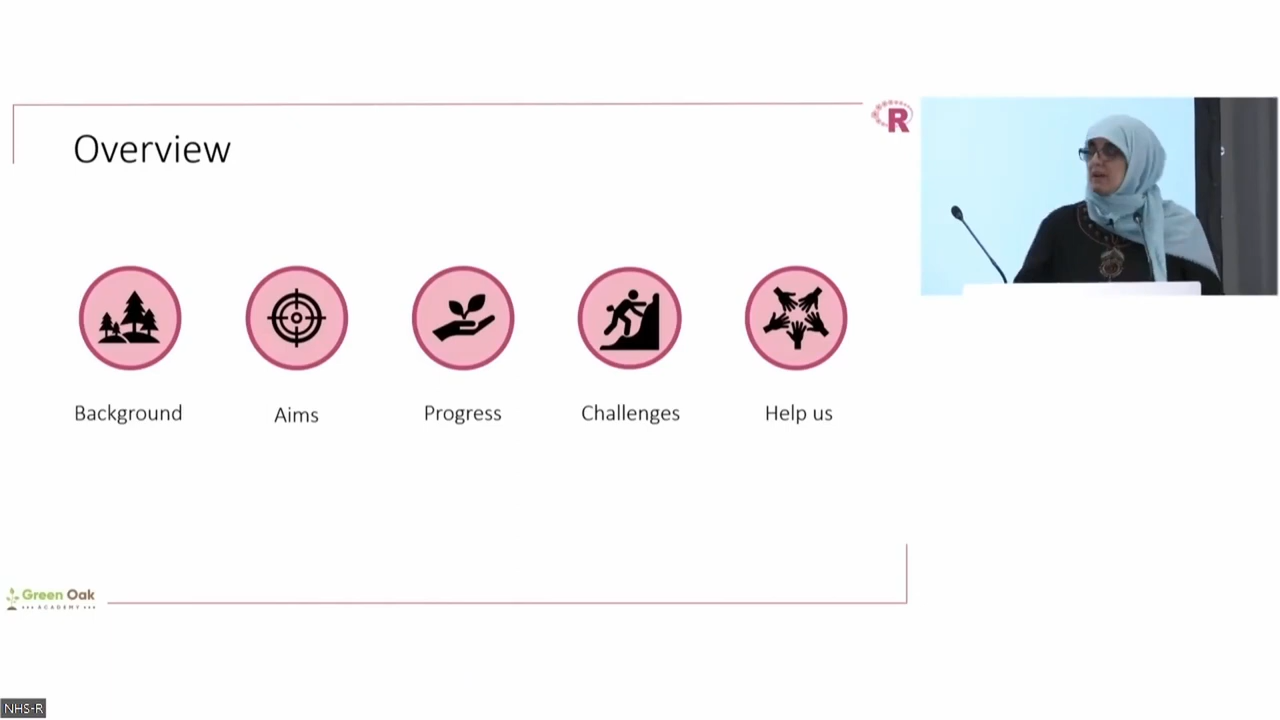 R
Overview
Background
Aims
Progress
Challenges
Help us
Green Oak
ACADEMY
NHS-R